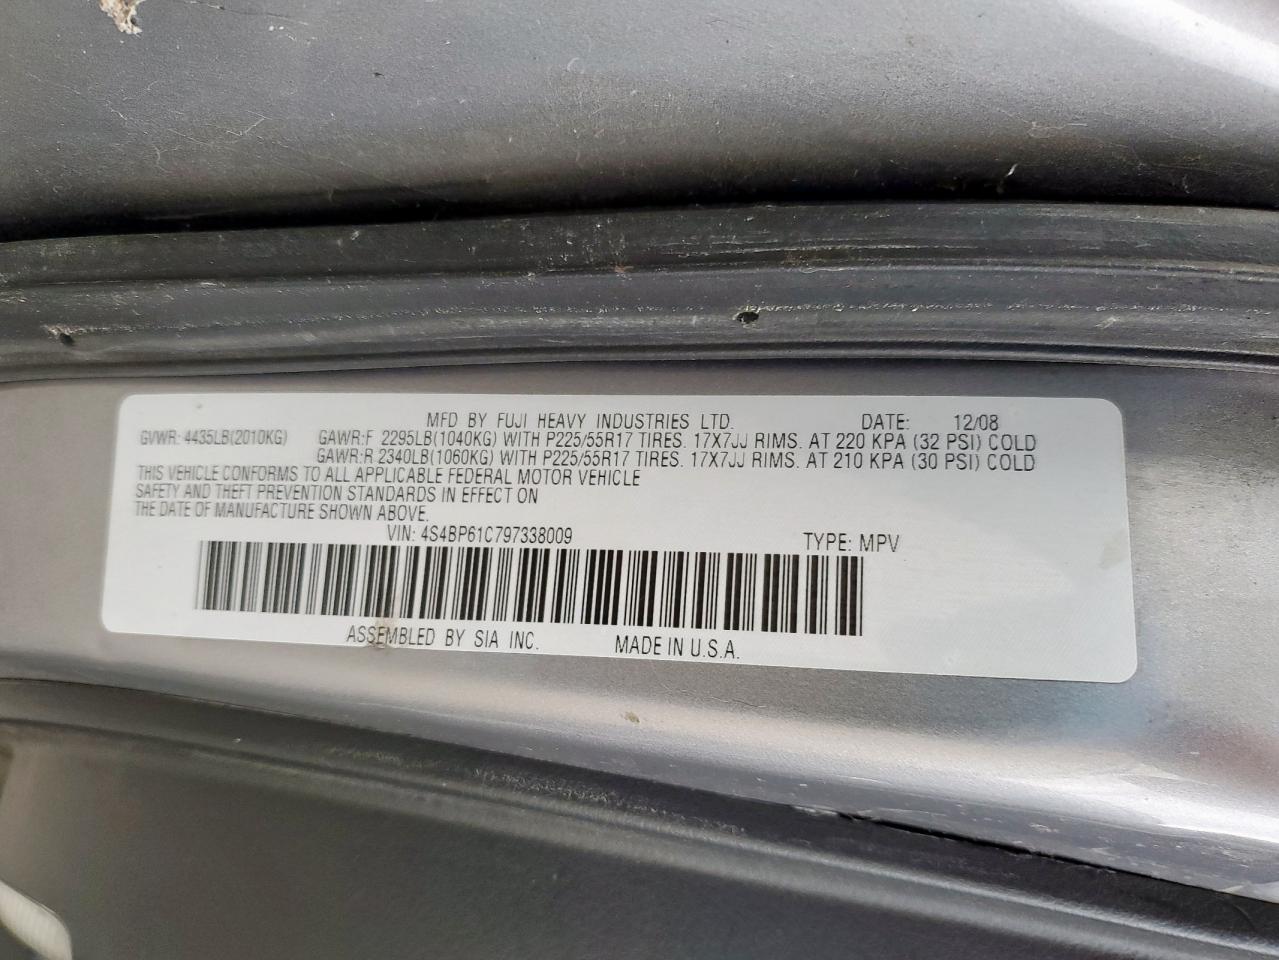 MFD BY FUJI HEAVY INDUSTRIES LTD. DATE: 12/08
GVWR: 4435LB(2010KG) GAWR:F 2295LB(1040KG) WITH P225/55R17 TIRES. 17X7JJ RIMS. AT 220 KPA (32 PSI) COLD
GAWR:R 2340LB(1060KG) WITH P225/55R17 TIRES. 17X7JJ RIMS. AT 210 KPA (30 PSI) COLD
THIS VEHICLE CONFORMS TO ALL APPLICABLE FEDERAL MOTOR VEHICLE
SAFETY AND THEFT PREVENTION STANDARDS IN EFFECT ON
THE DATE OF MANUFACTURE SHOWN ABOVE.
VIN: 4S4BP61C797338009 TYPE: MPV
ASSEMBLED BY SIA INC. MADE IN U.S.A.